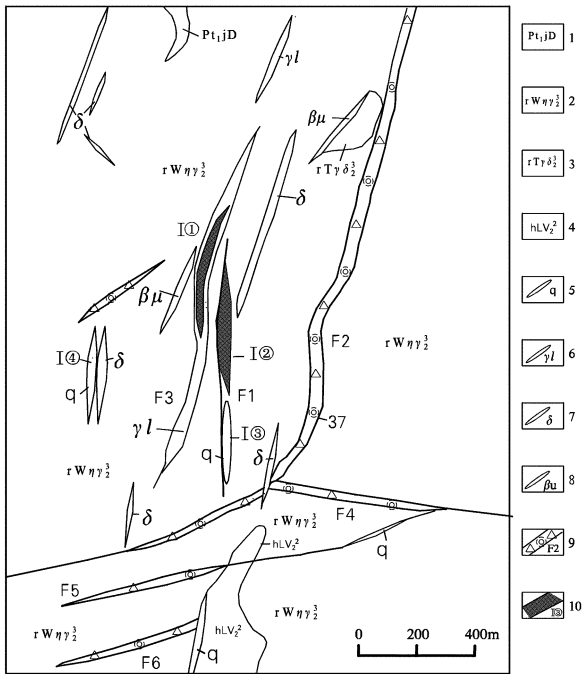 Pt₁jD
γl
βμ
rTγδ₂³
δ
rWηγ₂³
δ
I①
βμ
I②
F2
rWηγ₂³
I④
δ
q
F3
F1
γl
I③
37
q
δ
rWηγ₂³
δ
F4
rWηγ₂³
hLV₂²
q
F5
rWηγ₂³
rWηγ₂³
hLV₂²
q
F6
0 200 400m
Pt₁jD 1
rWηγ₂³ 2
rTγδ₂³ 3
hLV₂² 4
q 5
γl 6
δ 7
βu 8
F2 9
I③ 10